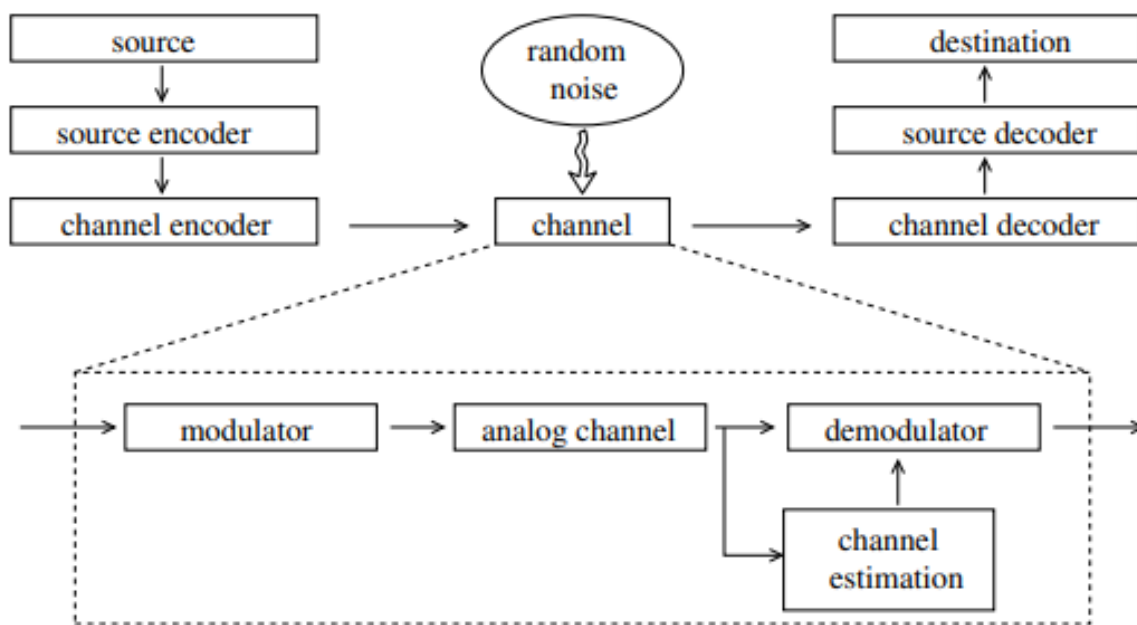 source
random
noise
destination
source encoder
source decoder
channel encoder
channel
channel decoder
modulator
analog channel
demodulator
channel
estimation